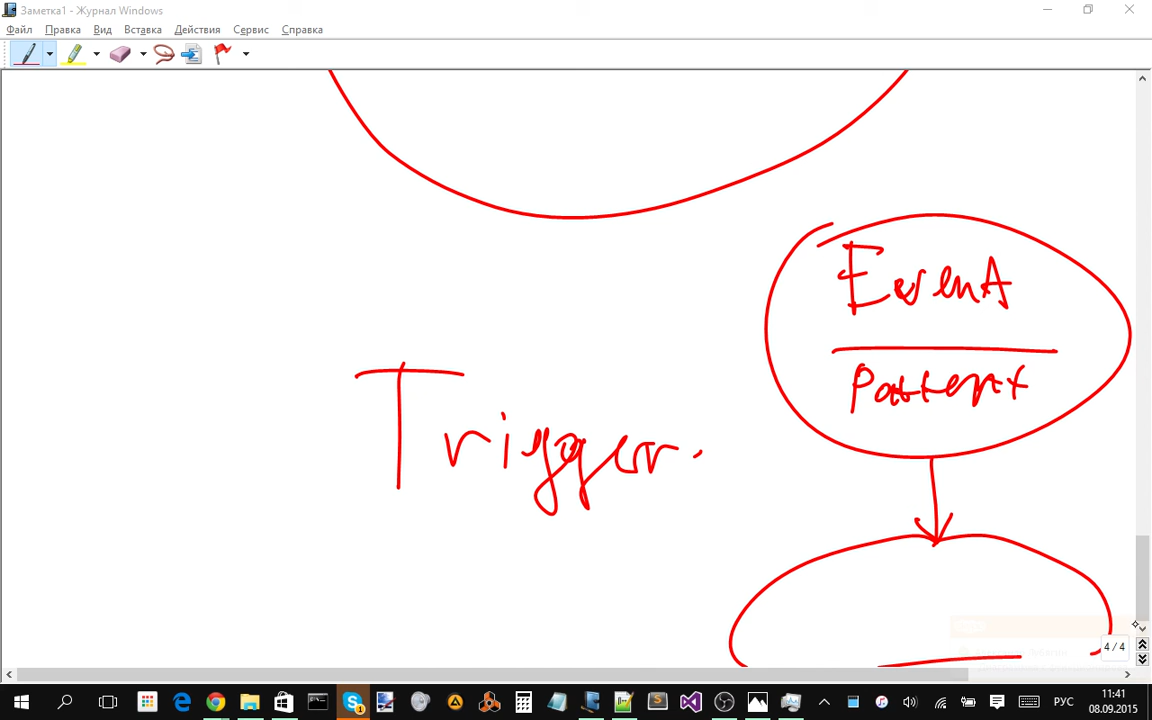 Заметка1 - Журнал Windows
Файл Правка Вид Вставка Действия Сервис Справка
Event
Pattern
Trigger.
4 / 4
РУС
11:41
08.09.2015